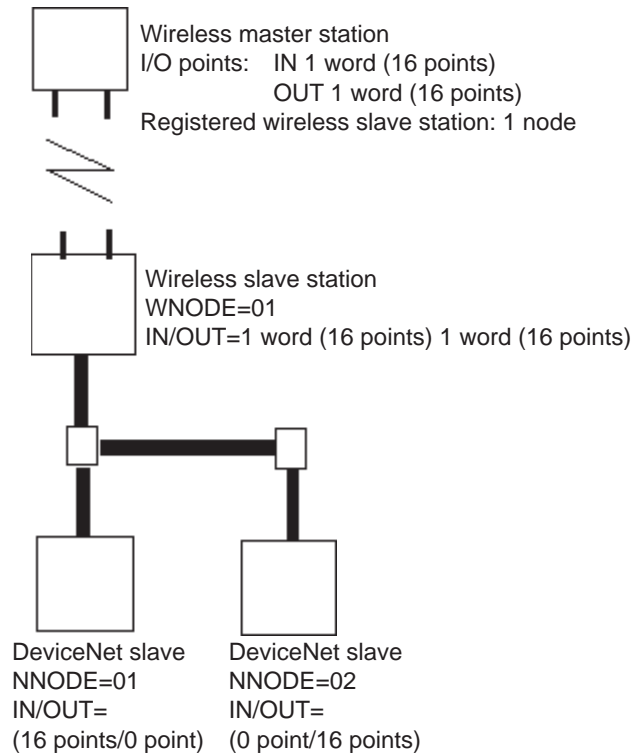 Wireless master station
I/O points: IN 1 word (16 points)
OUT 1 word (16 points)
Registered wireless slave station: 1 node
Wireless slave station
WNODE=01
IN/OUT=1 word (16 points) 1 word (16 points)
DeviceNet slave
NNODE=01
IN/OUT=
(16 points/0 point)
DeviceNet slave
NNODE=02
IN/OUT=
(0 point/16 points)